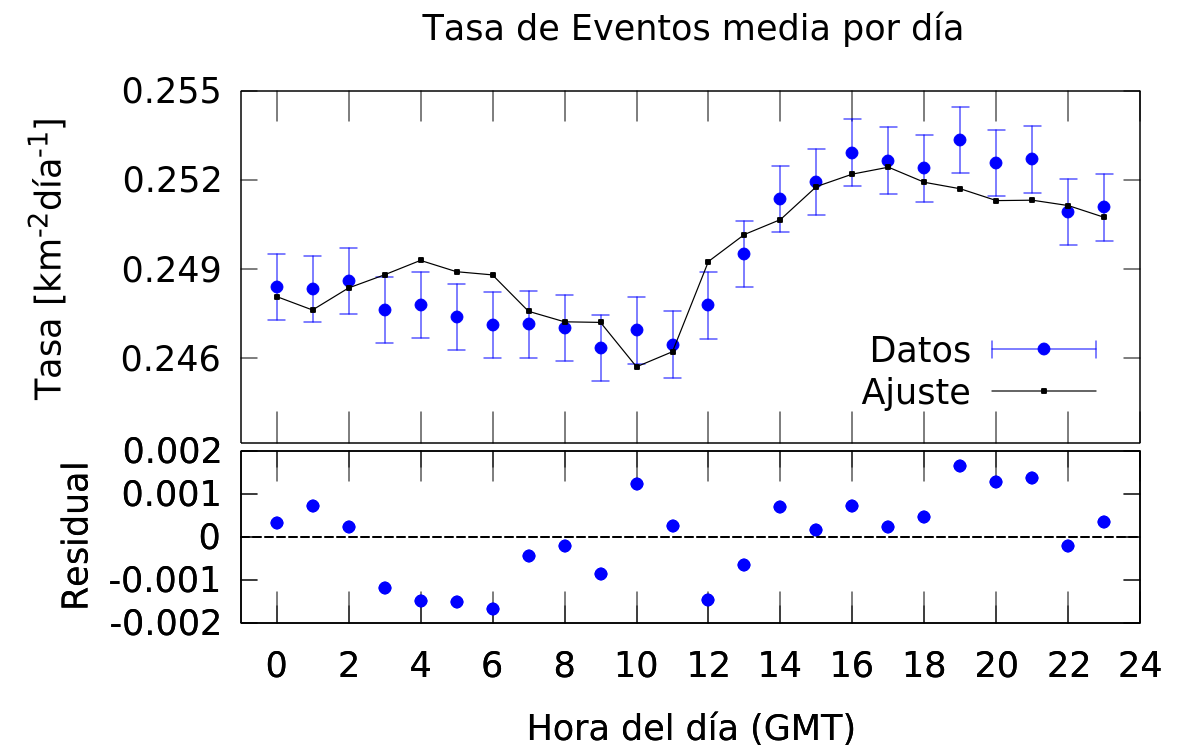 Tasa de Eventos media por día
0.255
0.252
0.249
0.246
Tasa [km⁻²día⁻¹]
Datos
Ajuste
0.002
0.001
0
-0.001
-0.002
Residual
0 2 4 6 8 10 12 14 16 18 20 22 24
Hora del día (GMT)